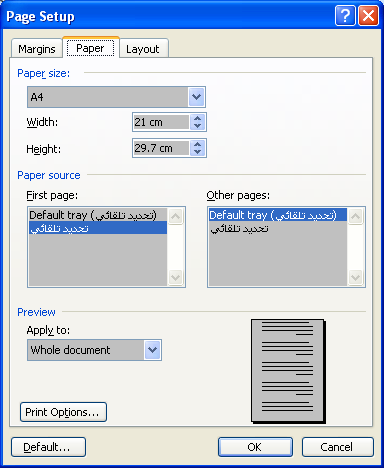 Page Setup
Margins
Paper
Layout
Paper size:
A4
Width:
21 cm
Height:
29.7 cm
Paper source
First page:
Default tray (تحديد تلقائي)
تحديد تلقائي
Other pages:
Default tray (تحديد تلقائي)
تحديد تلقائي
Preview
Apply to:
Whole document
Print Options...
Default...
OK
Cancel